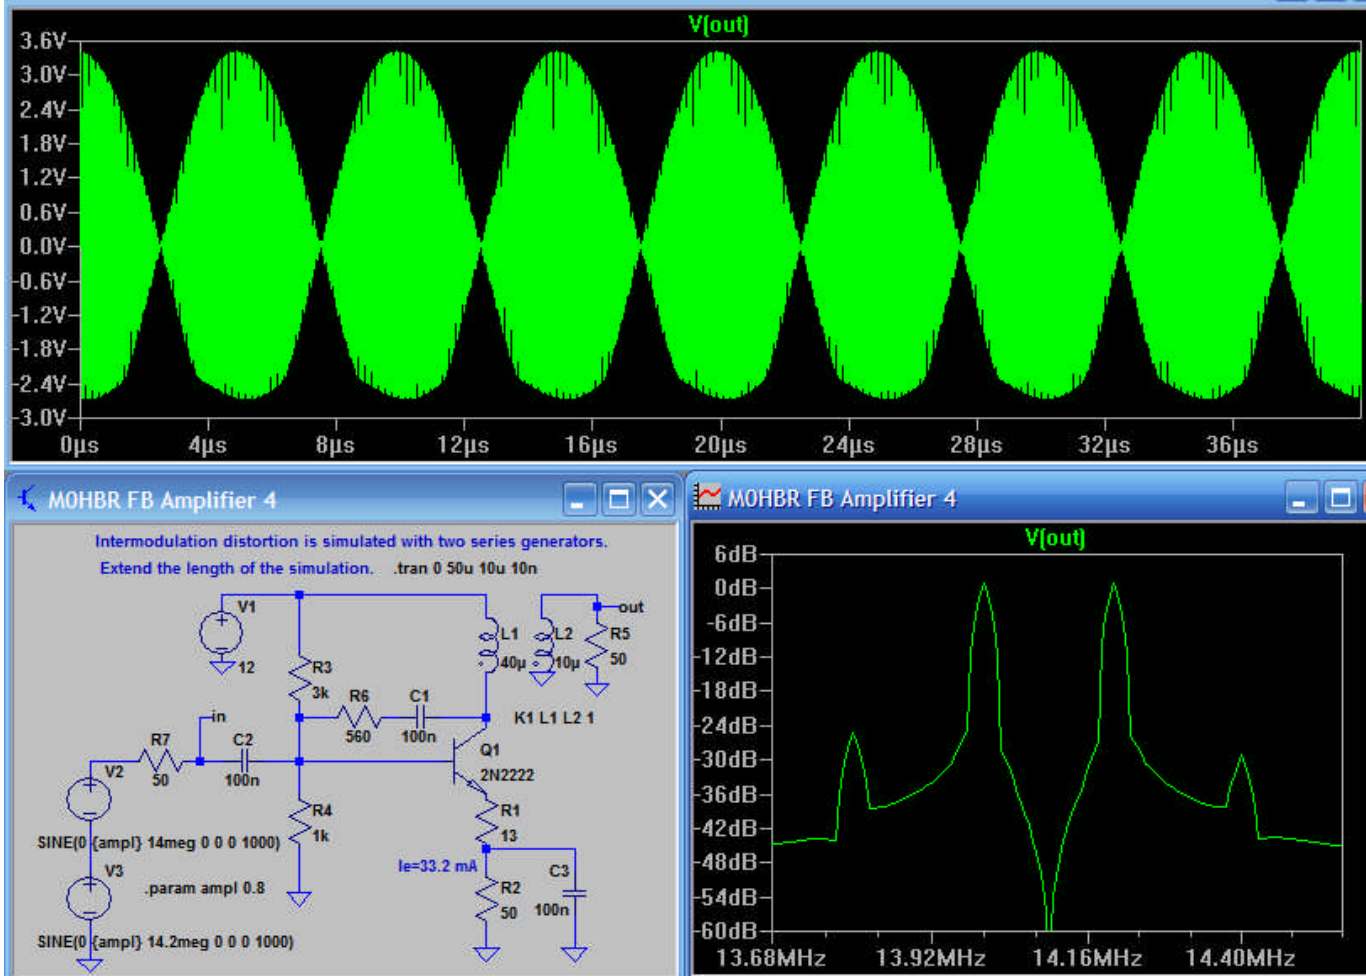 V(out)
3.6V
3.0V
2.4V
1.8V
1.2V
0.6V
0.0V
-0.6V
-1.2V
-1.8V
-2.4V
-3.0V
0µs 4µs 8µs 12µs 16µs 20µs 24µs 28µs 32µs 36µs
M0HBR FB Amplifier 4
Intermodulation distortion is simulated with two series generators.
Extend the length of the simulation. .tran 0 50u 10u 10n
V1
12
R3
3k
L1
40µ
L2
10µ
out
R5
50
in
R6
560
C1
100n
K1 L1 L2 1
R7
50
C2
100n
Q1
2N2222
V2
SINE(0 {ampl} 14meg 0 0 0 1000)
R4
1k
R1
13
Ie=33.2 mA
V3
.param ampl 0.8
R2
50
C3
100n
SINE(0 {ampl} 14.2meg 0 0 0 1000)
M0HBR FB Amplifier 4
V(out)
6dB
0dB
-6dB
-12dB
-18dB
-24dB
-30dB
-36dB
-42dB
-48dB
-54dB
-60dB
13.68MHz 13.92MHz 14.16MHz 14.40MHz